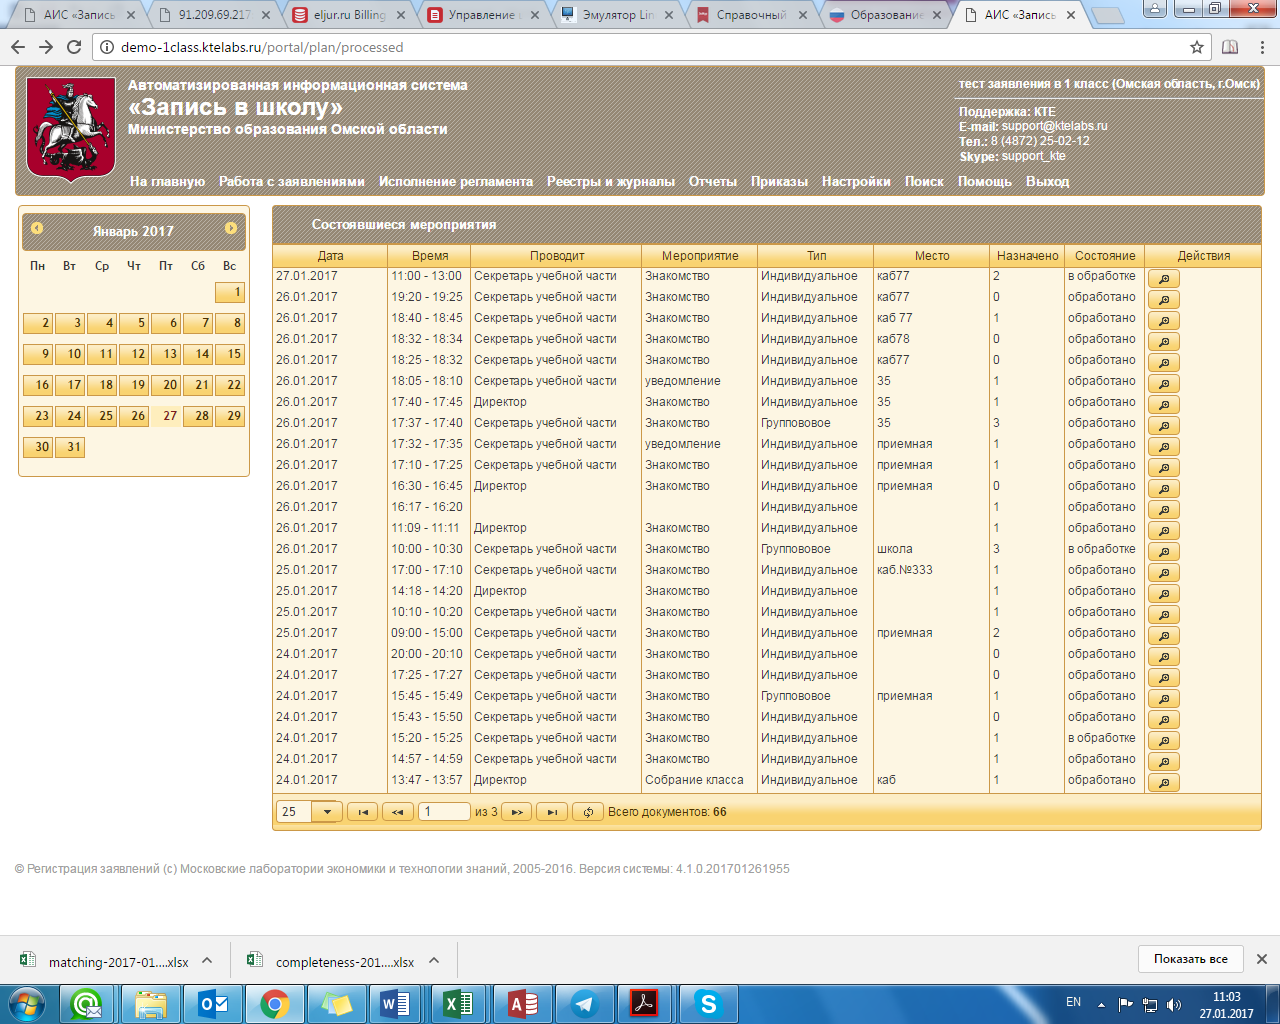 АИС «Запись
91.209.69.217
eljur.ru Billing
Управление
Эмулятор Lin
Справочный
Образование
АИС «Запись
demo-1class.ktelabs.ru/portal/plan/processed
Автоматизированная информационная система
«Запись в школу»
Министерство образования Омской области
тест заявления в 1 класс (Омская область, г.Омск)
Поддержка: КТЕ
E-mail: support@ktelabs.ru
Тел.: 8 (4872) 25-02-12
Skype: support_kte
На главную Работа с заявлениями Исполнение регламента Реестры и журналы Отчеты Приказы Настройки Поиск Помощь Выход
Январь 2017
Пн Вт Ср Чт Пт Сб Вс
1
2 3 4 5 6 7 8
9 10 11 12 13 14 15
16 17 18 19 20 21 22
23 24 25 26 27 28 29
30 31
Состоявшиеся мероприятия
Дата Время Проводит Мероприятие Тип Место Назначено Состояние Действия
27.01.2017 11:00 - 13:00 Секретарь учебной части Знакомство Индивидуальное каб77 2 в обработке
26.01.2017 19:20 - 19:25 Секретарь учебной части Знакомство Индивидуальное каб77 0 обработано
26.01.2017 18:40 - 18:45 Секретарь учебной части Знакомство Индивидуальное каб 77 1 обработано
26.01.2017 18:32 - 18:34 Секретарь учебной части Знакомство Индивидуальное каб78 0 обработано
26.01.2017 18:25 - 18:32 Секретарь учебной части Знакомство Индивидуальное каб77 0 обработано
26.01.2017 18:05 - 18:10 Секретарь учебной части уведомление Индивидуальное 35 1 обработано
26.01.2017 17:40 - 17:45 Директор Знакомство Индивидуальное 35 1 обработано
26.01.2017 17:37 - 17:40 Секретарь учебной части Знакомство Группововое 35 3 обработано
26.01.2017 17:32 - 17:35 Секретарь учебной части уведомление Индивидуальное приемная 1 обработано
26.01.2017 17:10 - 17:25 Секретарь учебной части Знакомство Индивидуальное приемная 1 обработано
26.01.2017 16:30 - 16:45 Директор Знакомство Индивидуальное приемная 0 обработано
26.01.2017 16:17 - 16:20 Индивидуальное 1 обработано
26.01.2017 11:09 - 11:11 Директор Знакомство Индивидуальное 1 обработано
26.01.2017 10:00 - 10:30 Секретарь учебной части Знакомство Группововое школа 3 в обработке
25.01.2017 17:00 - 17:10 Секретарь учебной части Знакомство Индивидуальное каб.№333 1 обработано
25.01.2017 14:18 - 14:20 Директор Знакомство Индивидуальное 1 обработано
25.01.2017 10:10 - 10:20 Секретарь учебной части Знакомство Индивидуальное 1 обработано
25.01.2017 09:00 - 15:00 Секретарь учебной части Знакомство Индивидуальное приемная 2 обработано
24.01.2017 20:00 - 20:10 Секретарь учебной части Знакомство Индивидуальное 0 обработано
24.01.2017 17:25 - 17:27 Секретарь учебной части Знакомство Индивидуальное 0 обработано
24.01.2017 15:45 - 15:49 Секретарь учебной части Знакомство Группововое приемная 1 обработано
24.01.2017 15:43 - 15:50 Секретарь учебной части Знакомство Индивидуальное 0 обработано
24.01.2017 15:20 - 15:25 Секретарь учебной части Знакомство Индивидуальное 1 в обработке
24.01.2017 14:57 - 14:59 Секретарь учебной части Знакомство Индивидуальное 1 обработано
24.01.2017 13:47 - 13:57 Директор Собрание класса Индивидуальное каб 1 обработано
25 1 из 3 Всего документов: 66
© Регистрация заявлений (с) Московские лаборатории экономики и технологии знаний, 2005-2016. Версия системы: 4.1.0.201701261955
matching-2017-01....xlsx
completeness-201....xlsx
Показать все
EN
11:03
27.01.2017